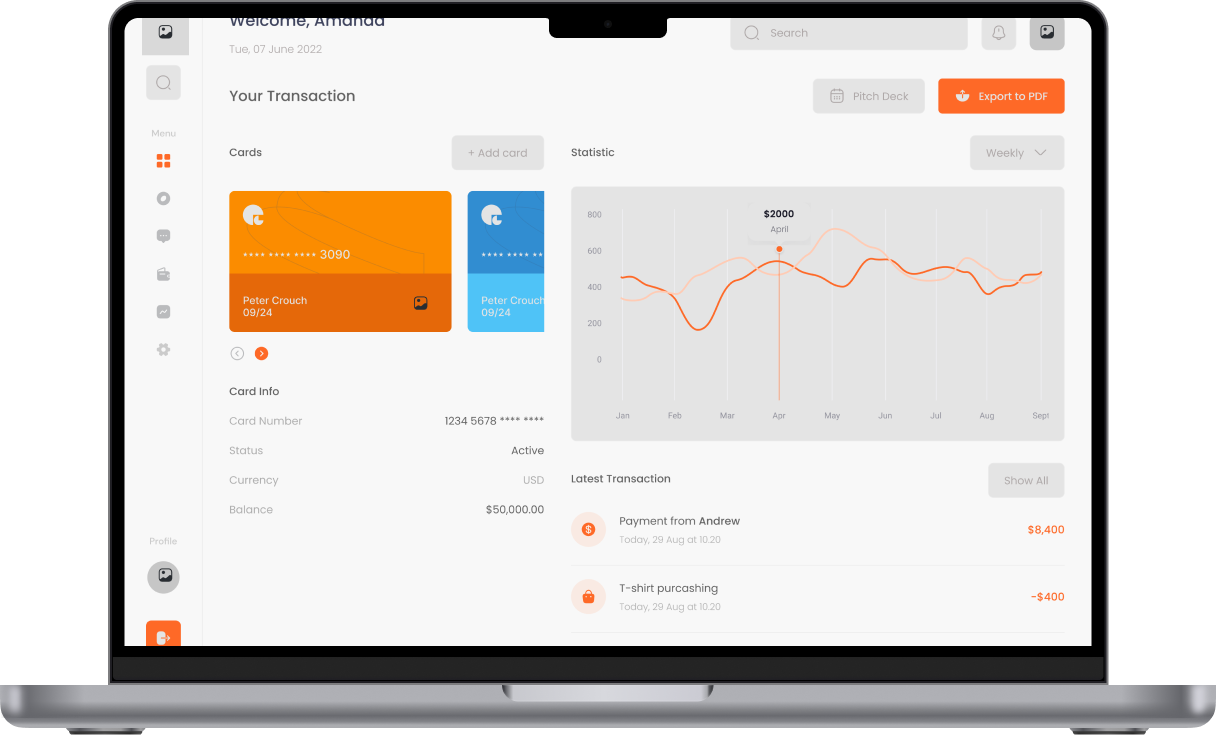 Welcome, Amanda
Tue, 07 June 2022
Search
Your Transaction
Pitch Deck
Export to PDF
Menu
Cards
+ Add card
Statistic
Weekly
**** **** **** 3090
Peter Crouch
09/24
**** **** **** **
Peter Crouch
09/24
$2000
April
800
600
400
200
0
Jan Feb Mar Apr May Jun Jul Aug Sept
Card Info
Card Number 1234 5678 **** ****
Status Active
Currency USD
Balance $50,000.00
Latest Transaction
Show All
Payment from Andrew
Today, 29 Aug at 10.20
$8,400
T-shirt purcashing
Today, 29 Aug at 10.20
-$400
Profile